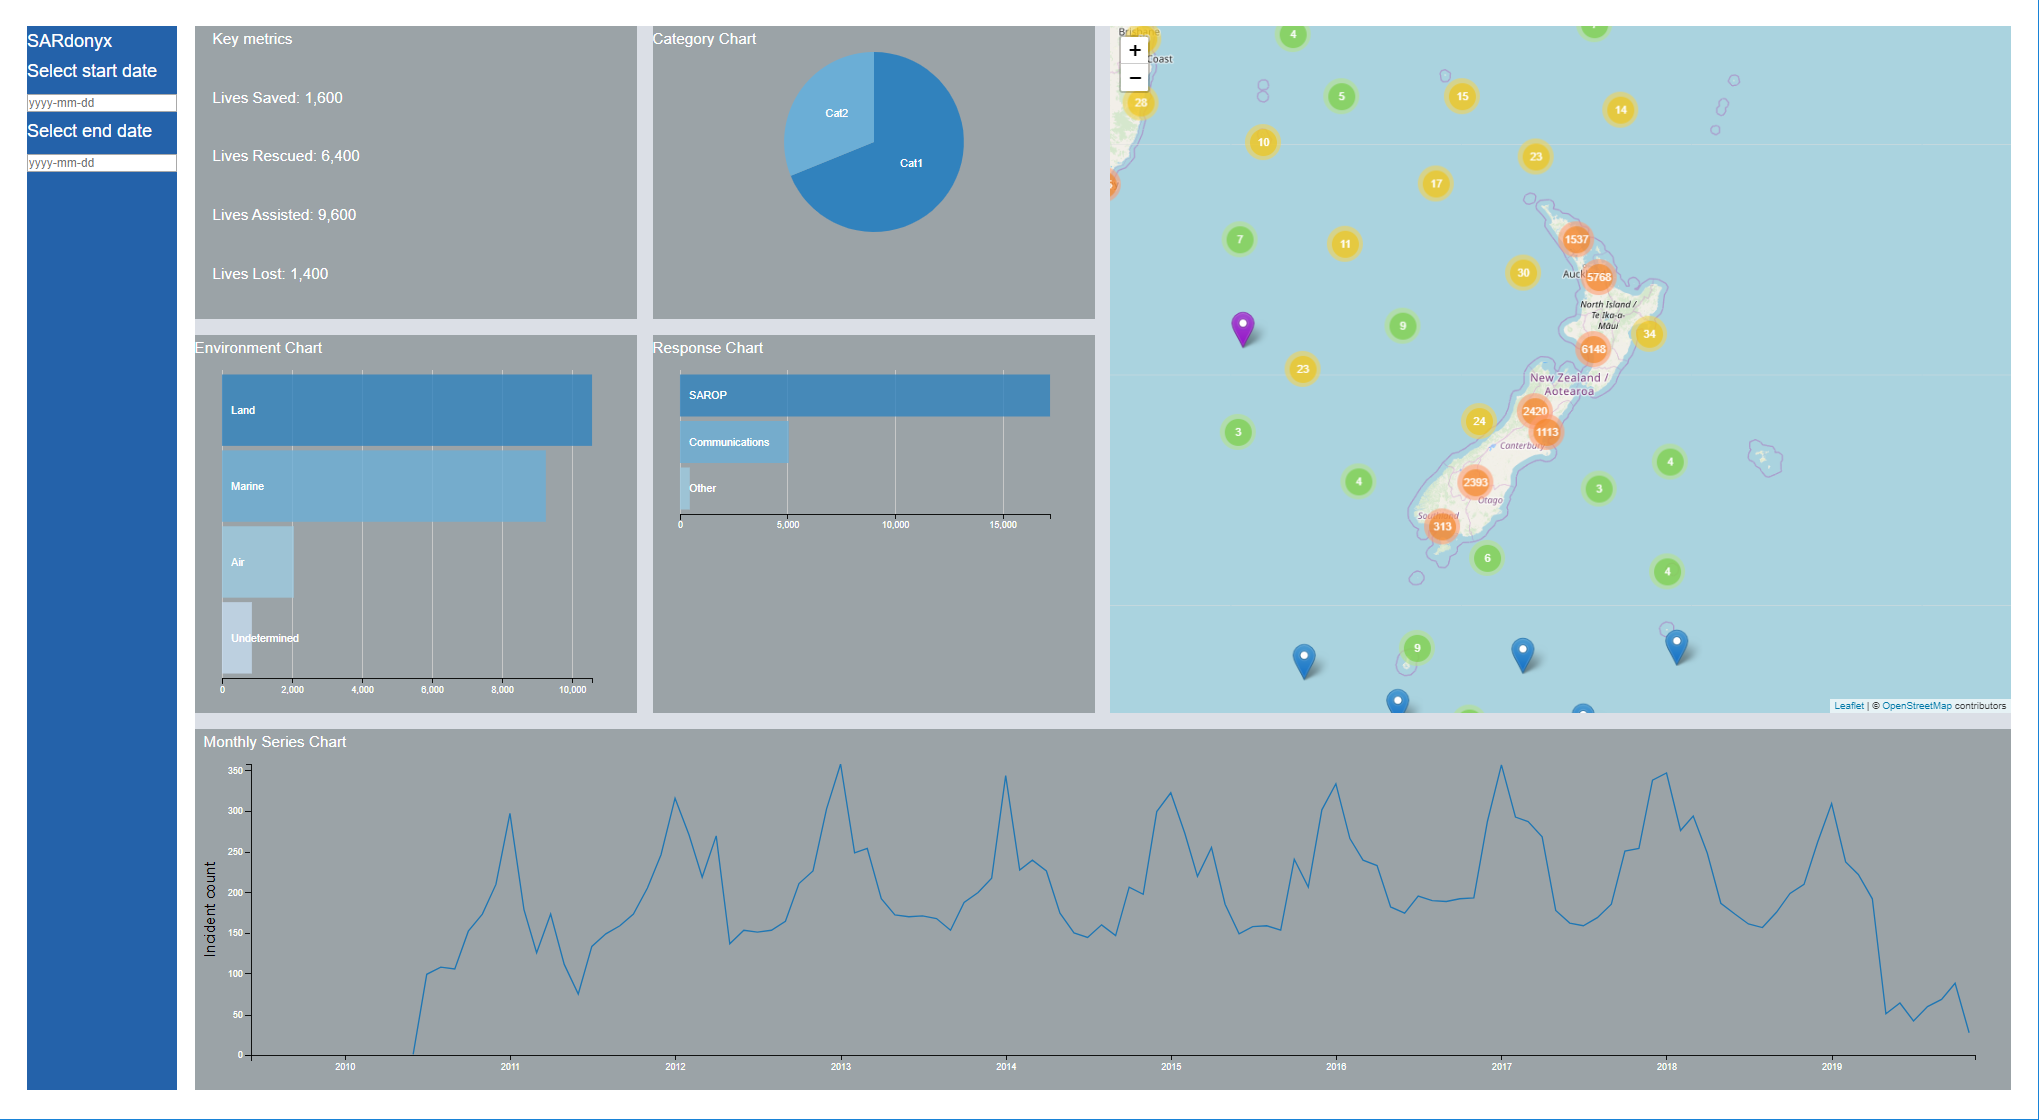 SARdonyx
Select start date
yyyy-mm-dd
Select end date
yyyy-mm-dd
Key metrics
Lives Saved: 1,600
Lives Rescued: 6,400
Lives Assisted: 9,600
Lives Lost: 1,400
Category Chart
Cat2
Cat1
Environment Chart
Land
Marine
Air
Undetermined
0 2,000 4,000 6,000 8,000 10,000
Response Chart
SAROP
Communications
Other
0 5,000 10,000 15,000
Brisbane
Coast
+
−
4
28
5
15
14
10
23
17
7
11
1537
30
5768
North Island /
Te Ika-a-
Māui
9
34
6148
23
New Zealand /
Aotearoa
2420
24
1113
3
Canterbury
4
4
2393
3
Otago
313
6
4
9
Leaflet | © OpenStreetMap contributors
Monthly Series Chart
Incident count
350
300
250
200
150
100
50
0
2010 2011 2012 2013 2014 2015 2016 2017 2018 2019